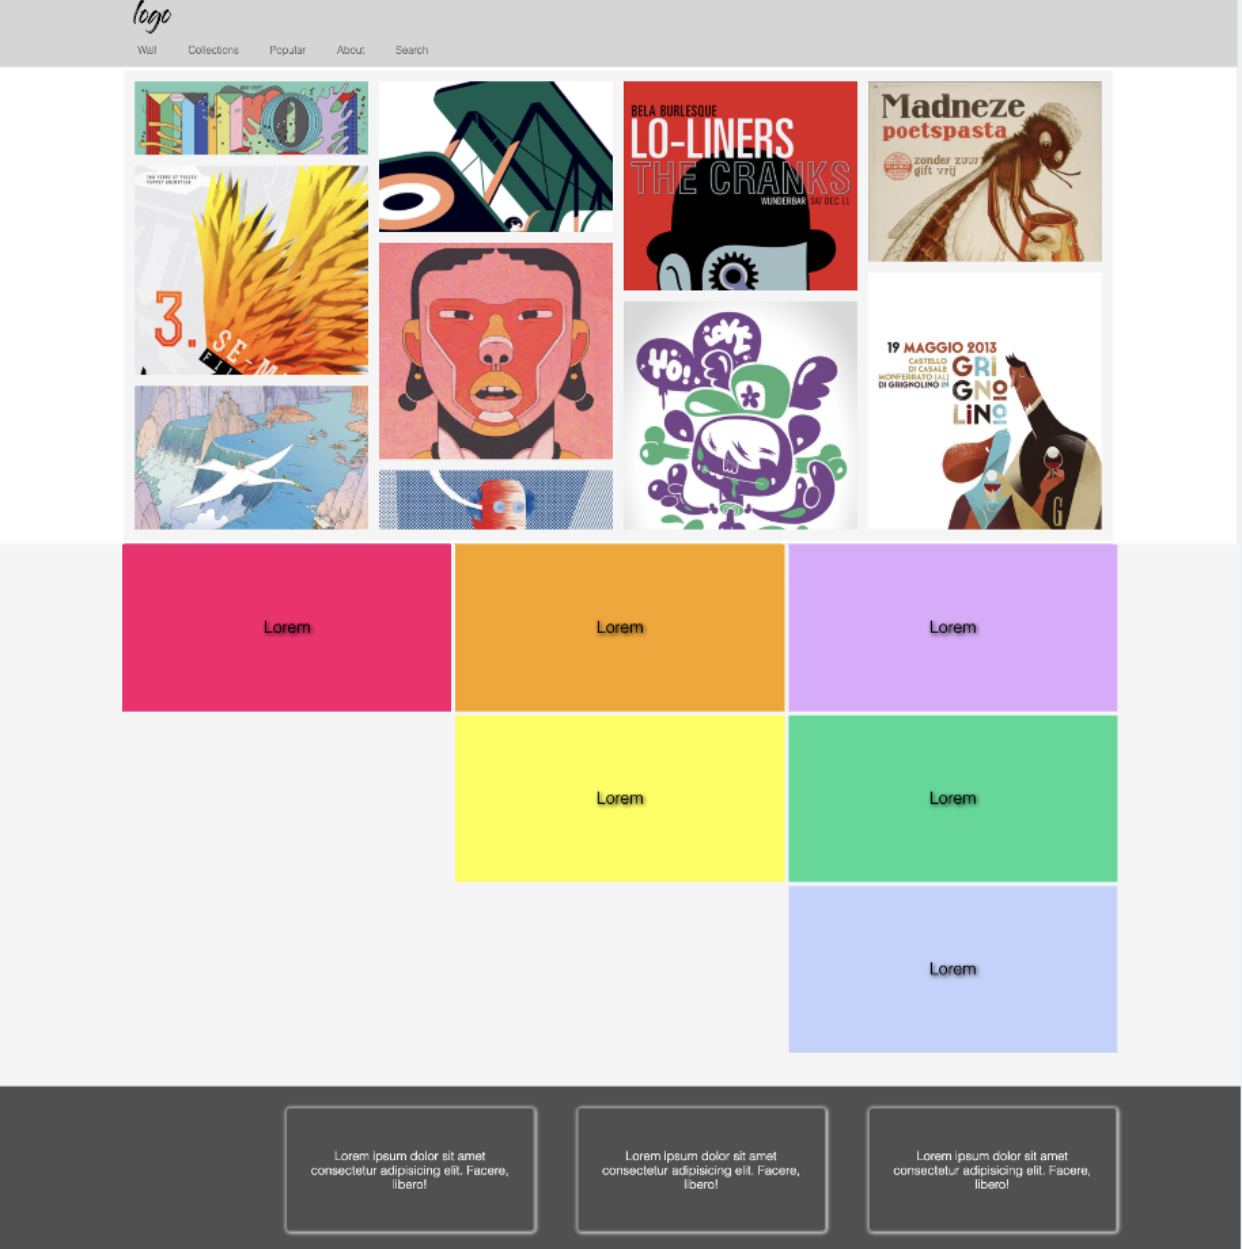 logo
Wall Collections Popular About Search
3.
SE-M
BELA BURLESQUE
LO-LINERS
THE CRANKS
WUNDERBAR SAT DEC 11
Madneze
poetspasta
zonder zuur
gift vrij
YO!
LOVE
19 MAGGIO 2013
CASTELLO
DI CASALE
MONFERRATO (AL)
DI GRIGNOLINO IN
GRI
GNO
LINO
G
Lorem
Lorem
Lorem
Lorem
Lorem
Lorem
Lorem ipsum dolor sit amet
consectetur adipisicing elit. Facere,
libero!
Lorem ipsum dolor sit amet
consectetur adipisicing elit. Facere,
libero!
Lorem ipsum dolor sit amet
consectetur adipisicing elit. Facere,
libero!